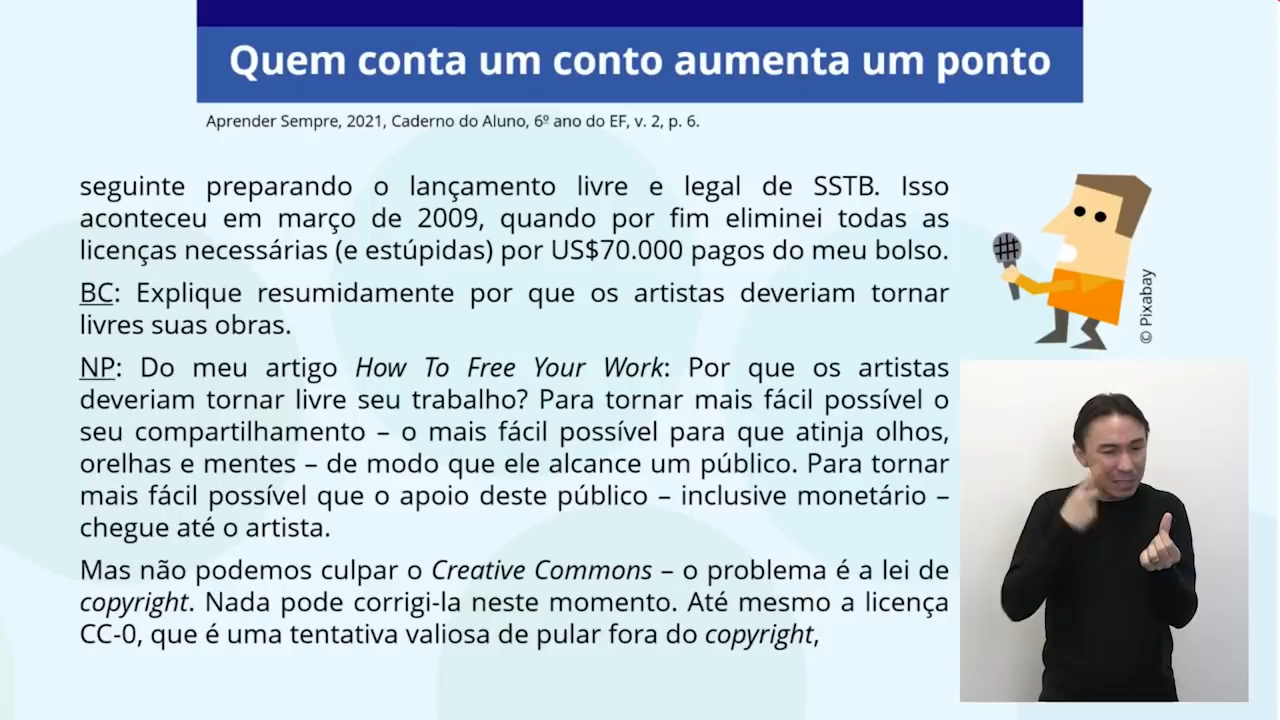 Quem conta um conto aumenta um ponto
Aprender Sempre, 2021, Caderno do Aluno, 6º ano do EF, v. 2, p. 6.
seguinte preparando o lançamento livre e legal de SSTB. Isso
aconteceu em março de 2009, quando por fim eliminei todas as
licenças necessárias (e estúpidas) por US$70.000 pagos do meu bolso.
BC: Explique resumidamente por que os artistas deveriam tornar
livres suas obras.
NP: Do meu artigo How To Free Your Work: Por que os artistas
deveriam tornar livre seu trabalho? Para tornar mais fácil possível o
seu compartilhamento – o mais fácil possível para que atinja olhos,
orelhas e mentes – de modo que ele alcance um público. Para tornar
mais fácil possível que o apoio deste público – inclusive monetário –
chegue até o artista.
Mas não podemos culpar o Creative Commons – o problema é a lei de
copyright. Nada pode corrigi-la neste momento. Até mesmo a licença
CC-0, que é uma tentativa valiosa de pular fora do copyright,
© Pixabay